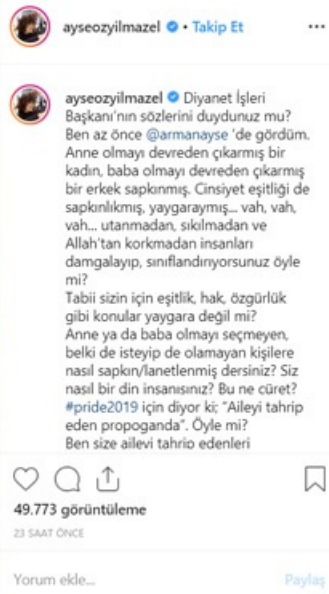 ayseozyilmazel • Takip Et
ayseozyilmazel Diyanet İşleri
Başkanı'nın sözlerini duydunuz mu?
Ben az önce @armanayse 'de gördüm.
Anne olmayı devreden çıkarmış bir
kadın, baba olmayı devreden çıkarmış
bir erkek sapkınmış. Cinsiyet eşitliği de
sapkınlıkmış, yaygaraymış... vah, vah,
vah... utanmadan, sıkılmadan ve
Allah'tan korkmadan insanları
damgalayıp, sınıflandırıyorsunuz öyle
mi?
Tabii sizin için eşitlik, hak, özgürlük
gibi konular yaygara değil mi?
Anne ya da baba olmayı seçmeyen,
belki de isteyip de olamayan kişilere
nasıl sapkın/lanetlenmiş dersiniz? Siz
nasıl bir din insanısınız? Bu ne cüret?
#pride2019 için diyor ki; "Aileyi tahrip
eden propoganda". Öyle mi?
Ben size aileyi tahrip edenleri
49.773 görüntüleme
23 SAAT ÖNCE
Yorum ekle...
Paylaş